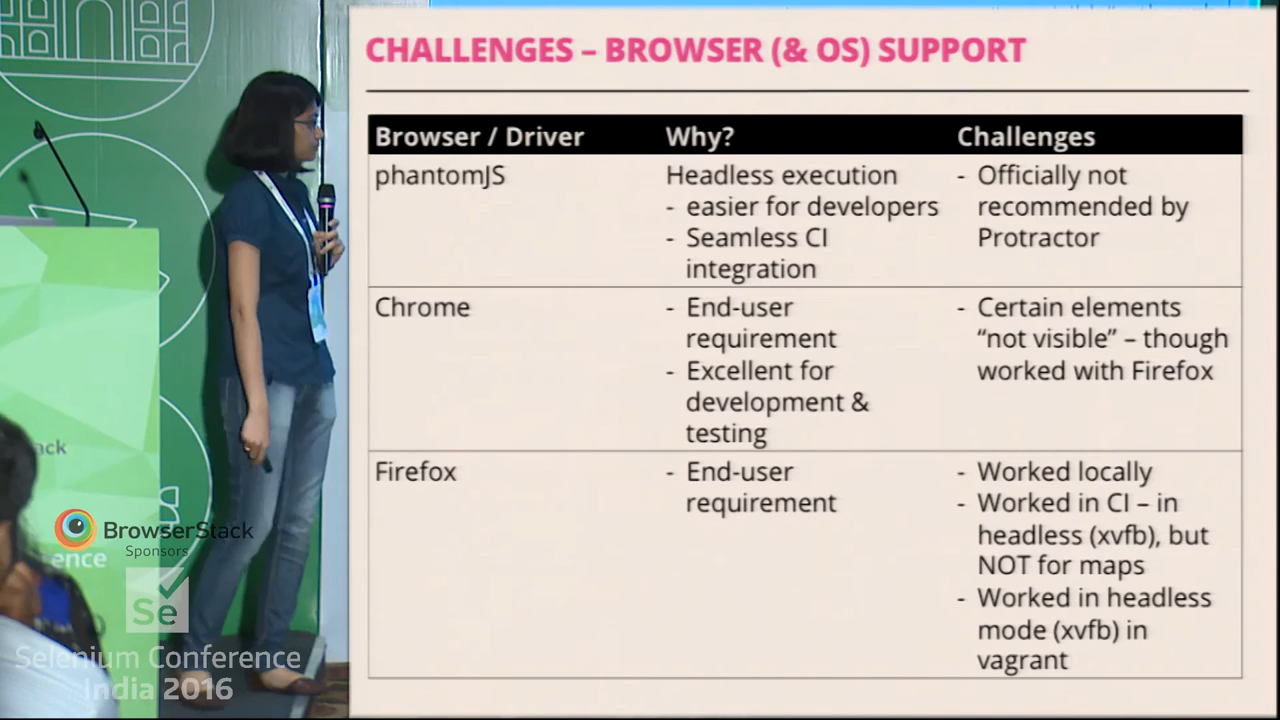 CHALLENGES – BROWSER (& OS) SUPPORT
Browser / Driver
Why?
Challenges
phantomJS
Headless execution
- easier for developers
- Seamless CI
integration
- Officially not
recommended by
Protractor
Chrome
- End-user
requirement
- Excellent for
development &
testing
- Certain elements
“not visible” – though
worked with Firefox
Firefox
- End-user
requirement
- Worked locally
- Worked in CI – in
headless (xvfb), but
NOT for maps
- Worked in headless
mode (xvfb) in
vagrant
ack
BrowserStack
Sponsors
ence
Se
Selenium Conference
India 2016